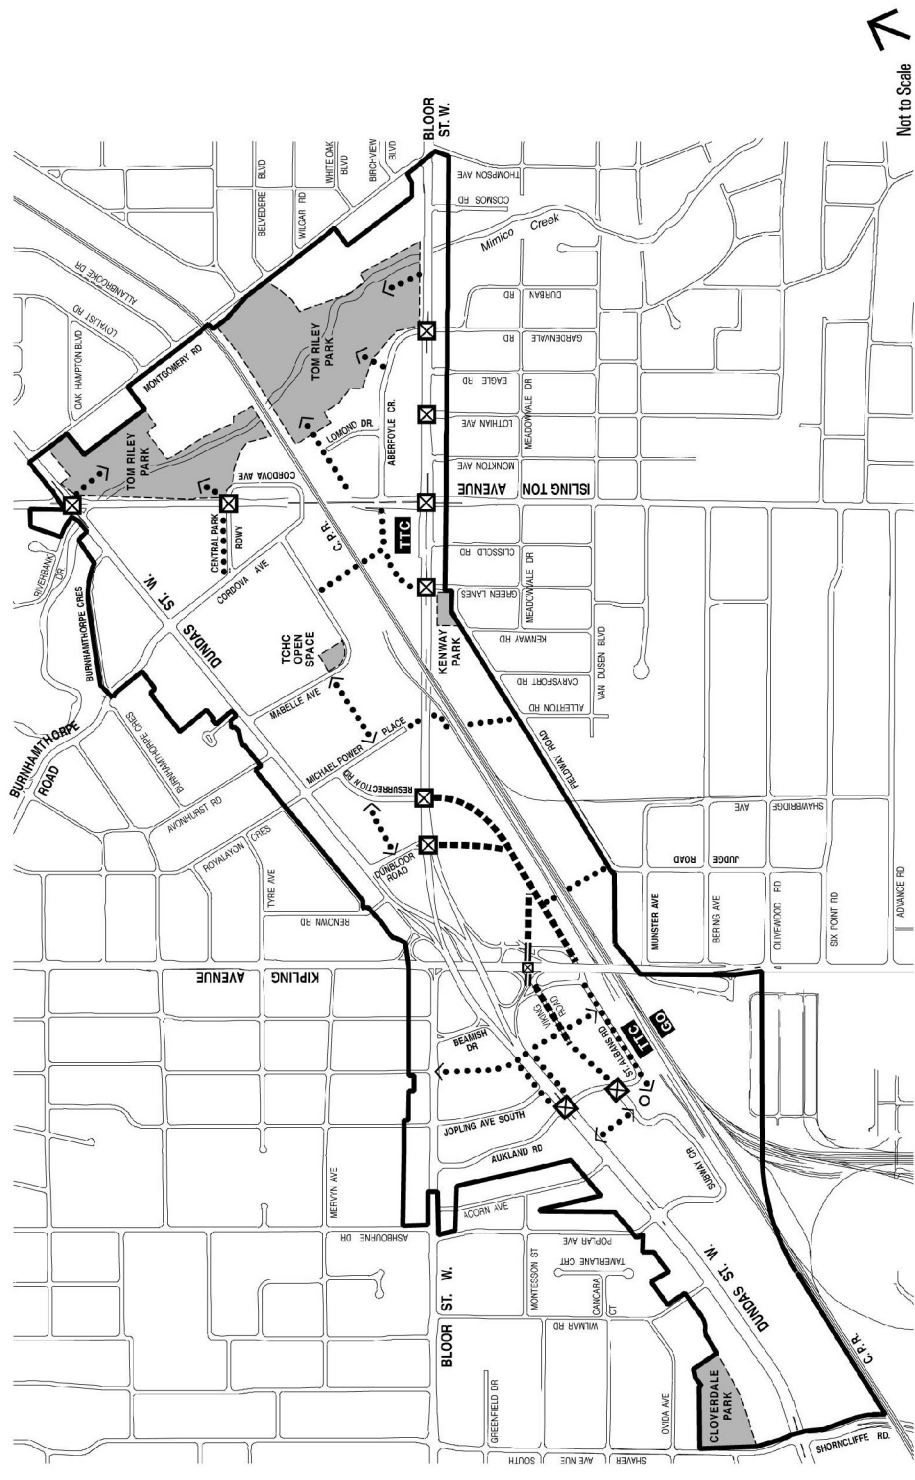 Not to Scale
BLOOR
ST. W.
BELVEDERE
BLVD
WILGAR RD
WHITE OAK
BLVD
BIRCHVIEW
BLVD
THOMPSON AVE
COSMOS RD
Mimico Creek
ALLANBROOKE DR
LOYALIST RD
OAK HAMPTON BLVD
MONTGOMERY RD
TOM RILEY
PARK
DURBAN
RD
GARDENVALE
RD
EAGLE RD
LOTHIAN AVE
MEADOWVALE DR
MONKTON AVE
LOMOND DR.
ABERFOYLE CR.
TOM RILEY
PARK
CORDOVA AVE
ISLINGTON
AVENUE
CENTRAL PARK
RDWY
C.P.R.
TTC
RIVERBANK
DR
BURNHAMTHORPE CRES
DUNDAS
ST. W.
CORDOVA AVE
CLISSOLD RD
GREEN LANES
MEADOWVALE DR
TCHC
OPEN
SPACE
KENWAY
PARK
KENWAY RD
VAN DUSEN BLVD
CARYSFORT RD
ALLERTON RD
MABELLE AVE
BURNHAMTHORPE
ROAD
BURNHAMTHORPE CRES
MICHAEL POWER PLACE
FIELDWAY ROAD
RESURRECTION RD
AVONHURST RD
ROYALAVON CRES
DUNBLOOR
ROAD
TYRE AVE
RENOWN RD
JUDGE
ROAD
SHAWBRIDGE
AVE
MUNSTER AVE
BERING AVE
OLIVEWOOD RD
SIX POINT RD
ADVANCE RD
KIPLING
AVENUE
VIKING
ROAD
BEAMISH
DR
ST. ALBANS RD
TTC
GO
JOPLING AVE SOUTH
AUKLAND RD
SUBWAY CR
MERVYN AVE
ASHBOURNE DR
ACORN AVE
POPLAR AVE
MONTESSON ST
TAMERLANE CRT
CANCARA
CT
WILMAR RD
BLOOR ST. W.
DUNDAS ST. W.
C.P.R.
GREENFIELD DR
OVIDA AVE
CLOVERDALE
PARK
SHAVER AVENUE SOUTH
SHORNCLIFFE RD.